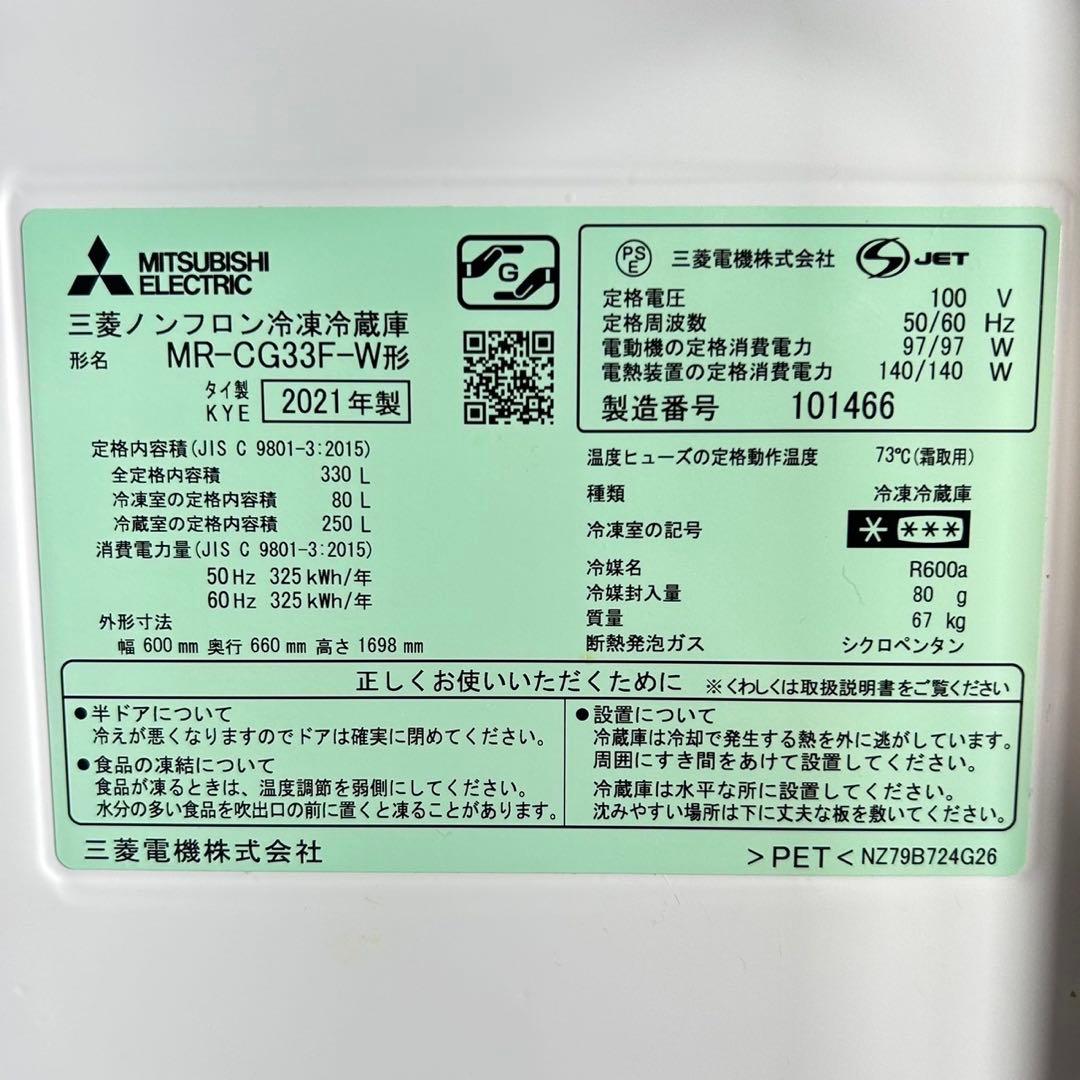 MITSUBISHI
ELECTRIC
G
三菱ノンフロン冷凍冷蔵庫
形名 MR-CG33F-W形
タイ製
KYE 2021年製
定格内容積(JIS C 9801-3:2015)
全定格内容積 330 L
冷凍室の定格内容積 80 L
冷蔵室の定格内容積 250 L
消費電力量(JIS C 9801-3:2015)
50Hz 325kWh/年
60Hz 325kWh/年
外形寸法
幅 600mm 奥行 660mm 高さ 1698mm
PSE 三菱電機株式会社 JET
定格電圧 100 V
定格周波数 50/60 Hz
電動機の定格消費電力 97/97 W
電熱装置の定格消費電力 140/140 W
製造番号 101466
温度ヒューズの定格動作温度 73℃(霜取用)
種類 冷凍冷蔵庫
冷凍室の記号 * ***
冷媒名 R600a
冷媒封入量 80 g
質量 67 kg
断熱発泡ガス シクロペンタン
正しくお使いいただくために ※くわしくは取扱説明書をご覧ください
●半ドアについて
冷えが悪くなりますのでドアは確実に閉めてください。
●食品の凍結について
食品が凍るときは、温度調節を弱側にしてください。
水分の多い食品を吹出口の前に置くと凍ることがあります。
●設置について
冷蔵庫は冷却で発生する熱を外に逃がしています。
周囲にすき間をあけて設置してください。
冷蔵庫は水平な所に設置してください。
沈みやすい場所は下に丈夫な板を敷いてください。
三菱電機株式会社
>PET< NZ79B724G26